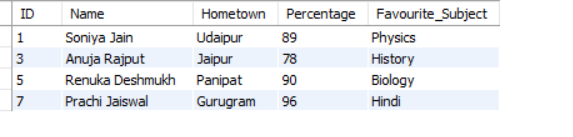 ID Name Hometown Percentage Favourite_Subject
1 Soniya Jain Udaipur 89 Physics
3 Anuja Rajput Jaipur 78 History
5 Renuka Deshmukh Panipat 90 Biology
7 Prachi Jaiswal Gurugram 96 Hindi